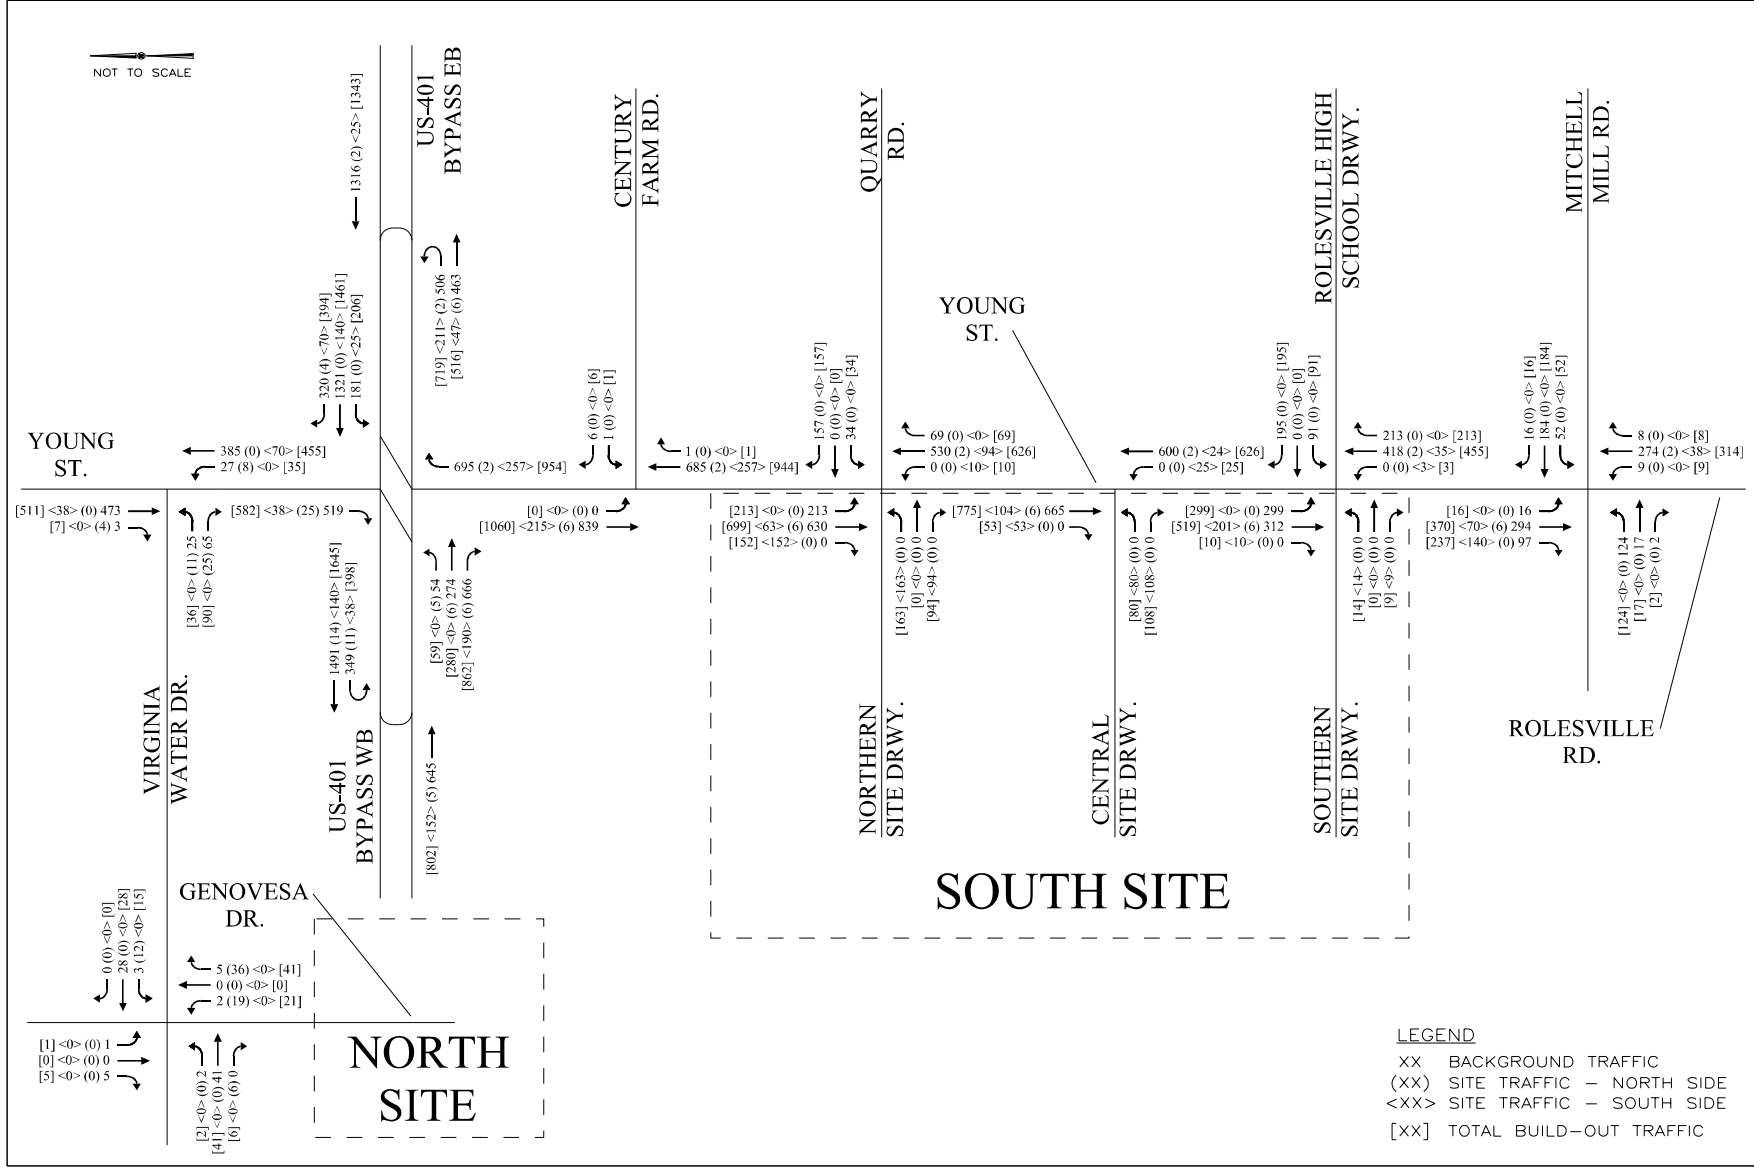 NOT TO SCALE
1316 (2) <25> [1343]
US-401
BYPASS EB
CENTURY
FARM RD.
QUARRY
RD.
ROLESVILLE HIGH
SCHOOL DRWY.
MITCHELL
MILL RD.
320 (4) <70> [394]
1321 (0) <140> [1461]
181 (0) <25> [206]
[719] <211> (2) 506
[516] <47> (6) 463
YOUNG
ST.
6 (0) <0> [6]
1 (0) <0> [1]
157 (0) <0> [157]
0 (0) <0> [0]
34 (0) <0> [34]
195 (0) <0> [195]
0 (0) <0> [0]
91 (0) <0> [91]
16 (0) <0> [16]
184 (0) <0> [184]
52 (0) <0> [52]
YOUNG
ST.
385 (0) <70> [455]
27 (8) <0> [35]
695 (2) <257> [954]
1 (0) <0> [1]
685 (2) <257> [944]
69 (0) <0> [69]
530 (2) <94> [626]
0 (0) <10> [10]
600 (2) <24> [626]
0 (0) <25> [25]
213 (0) <0> [213]
418 (2) <35> [455]
0 (0) <3> [3]
8 (0) <0> [8]
274 (2) <38> [314]
9 (0) <0> [9]
[511] <38> (0) 473
[7] <0> (4) 3
[36] <0> (11) 25
[90] <0> (25) 65
[582] <38> (25) 519
[0] <0> (0) 0
[1060] <215> (6) 839
[213] <0> (0) 213
[699] <63> (6) 630
[152] <152> (0) 0
[163] <163> (0) 0
[0] <0> (0) 0
[94] <94> (0) 0
[775] <104> (6) 665
[53] <53> (0) 0
[80] <80> (0) 0
[108] <108> (0) 0
[299] <0> (0) 299
[519] <201> (6) 312
[10] <10> (0) 0
[14] <14> (0) 0
[0] <0> (0) 0
[9] <9> (0) 0
[16] <0> (0) 16
[370] <70> (6) 294
[237] <140> (0) 97
[124] <0> (0) 124
[17] <0> (0) 17
[2] <0> (0) 2
1491 (14) <140> [1645]
349 (11) <38> [398]
[59] <0> (5) 54
[280] <0> (6) 274
[862] <190> (6) 666
VIRGINIA
WATER DR.
US-401
BYPASS WB
[802] <152> (5) 645
NORTHERN
SITE DRWY.
CENTRAL
SITE DRWY.
SOUTHERN
SITE DRWY.
ROLESVILLE
RD.
SOUTH SITE
GENOVESA
DR.
0 (0) <0> [0]
28 (0) <0> [28]
3 (12) <0> [15]
5 (36) <0> [41]
0 (0) <0> [0]
2 (19) <0> [21]
[1] <0> (0) 1
[0] <0> (0) 0
[5] <0> (0) 5
[2] <0> (0) 2
[41] <0> (0) 41
[6] <0> (6) 0
NORTH
SITE
LEGEND
XX BACKGROUND TRAFFIC
(XX) SITE TRAFFIC – NORTH SIDE
<XX> SITE TRAFFIC – SOUTH SIDE
[XX] TOTAL BUILD–OUT TRAFFIC